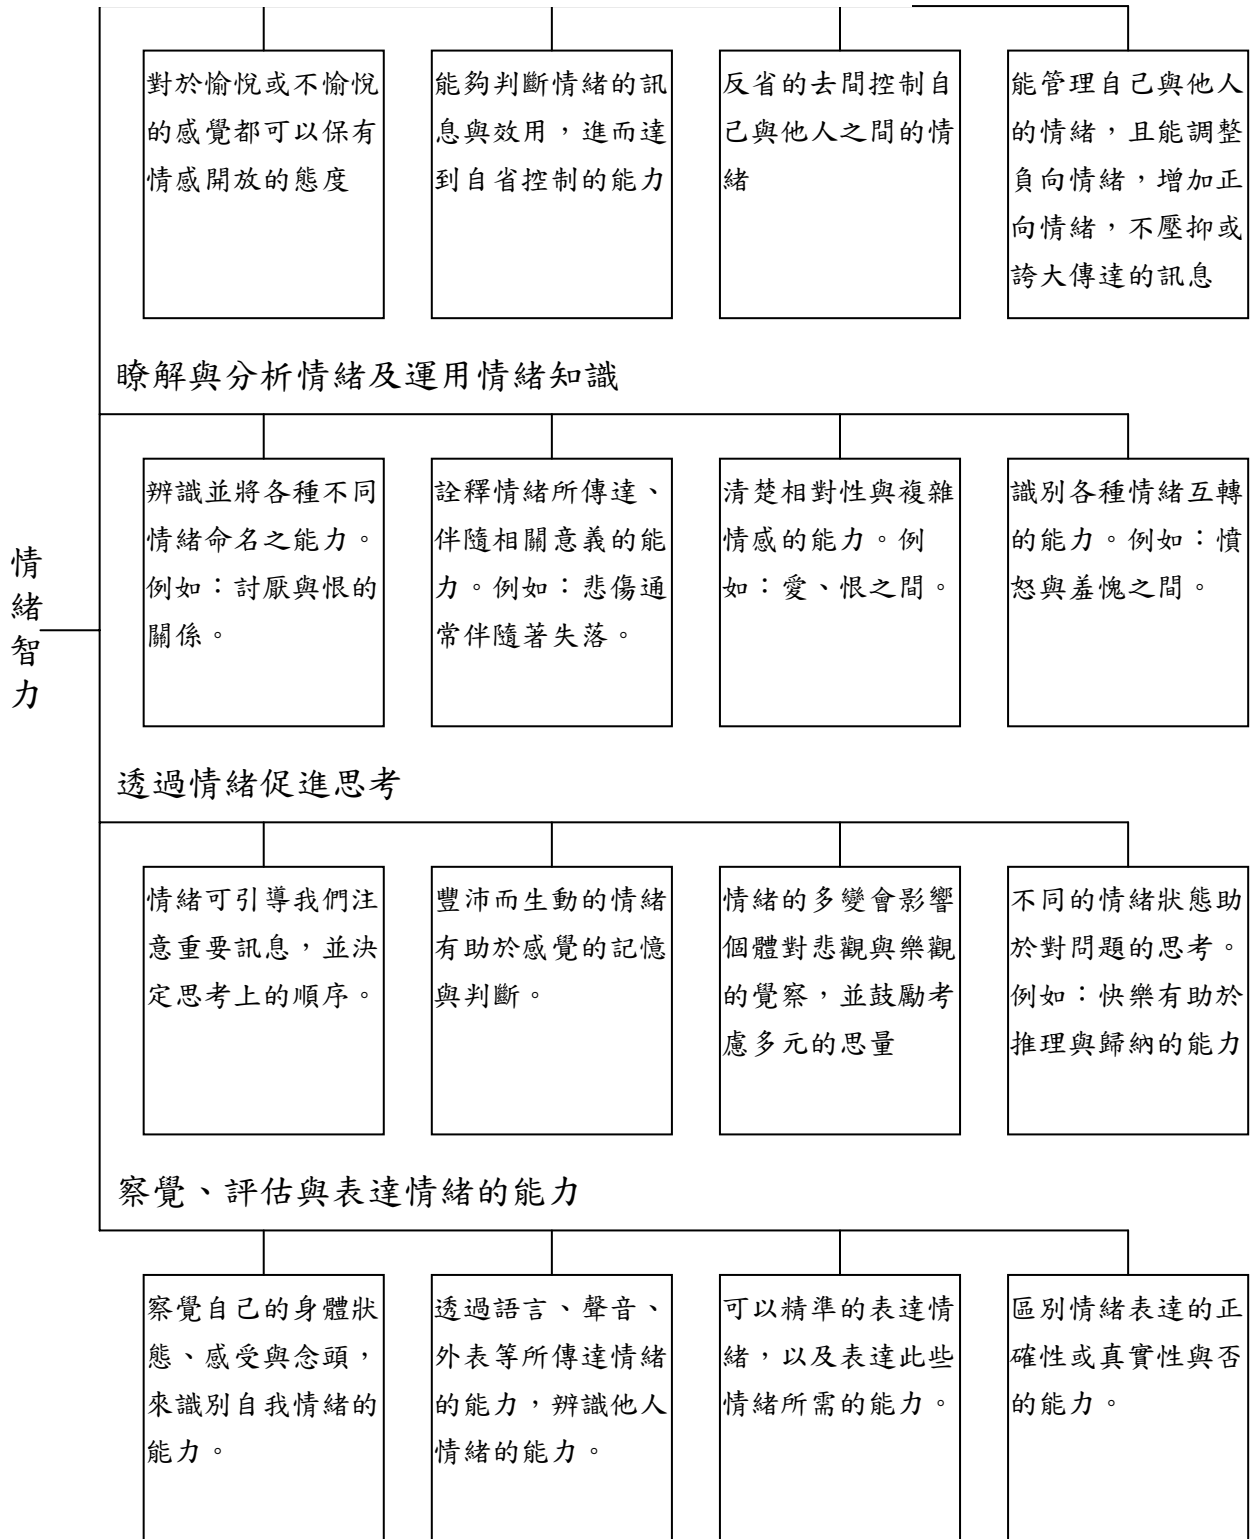 對於愉悅或不愉悅
的感覺都可以保有
情感開放的態度
能夠判斷情緒的訊
息與效用，進而達
到自省控制的能力
反省的去間控制自
己與他人之間的情
緒
能管理自己與他人
的情緒，且能調整
負向情緒，增加正
向情緒，不壓抑或
誇大傳達的訊息
瞭解與分析情緒及運用情緒知識
辨識並將各種不同
情緒命名之能力。
例如：討厭與恨的
關係。
詮釋情緒所傳達、
伴隨相關意義的能
力。例如：悲傷通
常伴隨著失落。
清楚相對性與複雜
情感的能力。例
如：愛、恨之間。
識別各種情緒互轉
的能力。例如：憤
怒與羞愧之間。
情緒智力
透過情緒促進思考
情緒可引導我們注
意重要訊息，並決
定思考上的順序。
豐沛而生動的情緒
有助於感覺的記憶
與判斷。
情緒的多變會影響
個體對悲觀與樂觀
的覺察，並鼓勵考
慮多元的思量
不同的情緒狀態助
於對問題的思考。
例如：快樂有助於
推理與歸納的能力
察覺、評估與表達情緒的能力
察覺自己的身體狀
態、感受與念頭，
來識別自我情緒的
能力。
透過語言、聲音、
外表等所傳達情緒
的能力，辨識他人
情緒的能力。
可以精準的表達情
緒，以及表達此些
情緒所需的能力。
區別情緒表達的正
確性或真實性與否
的能力。